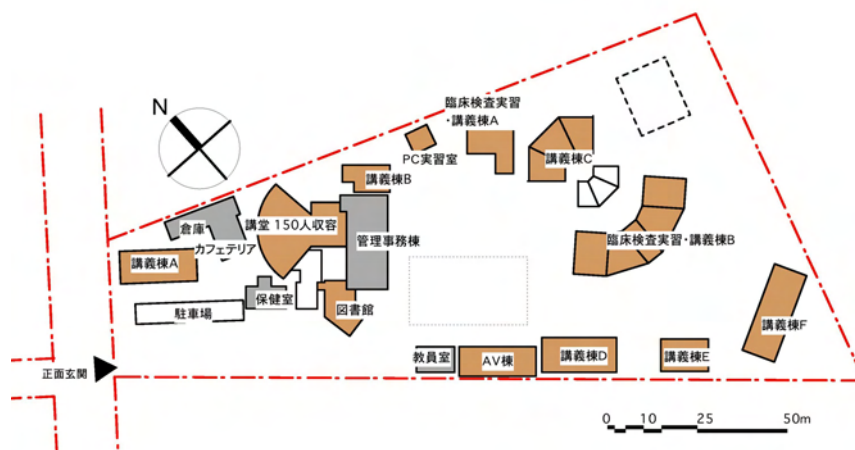 N
臨床検査実習
・講義棟A
PC実習室
講義棟C
講義棟B
倉庫
カフェテリア
講堂 150人収容
管理事務棟
臨床検査実習・講義棟B
講義棟A
保健室
図書館
駐車場
講義棟F
正面玄関
教員室
AV棟
講義棟D
講義棟E
0 10 25 50m